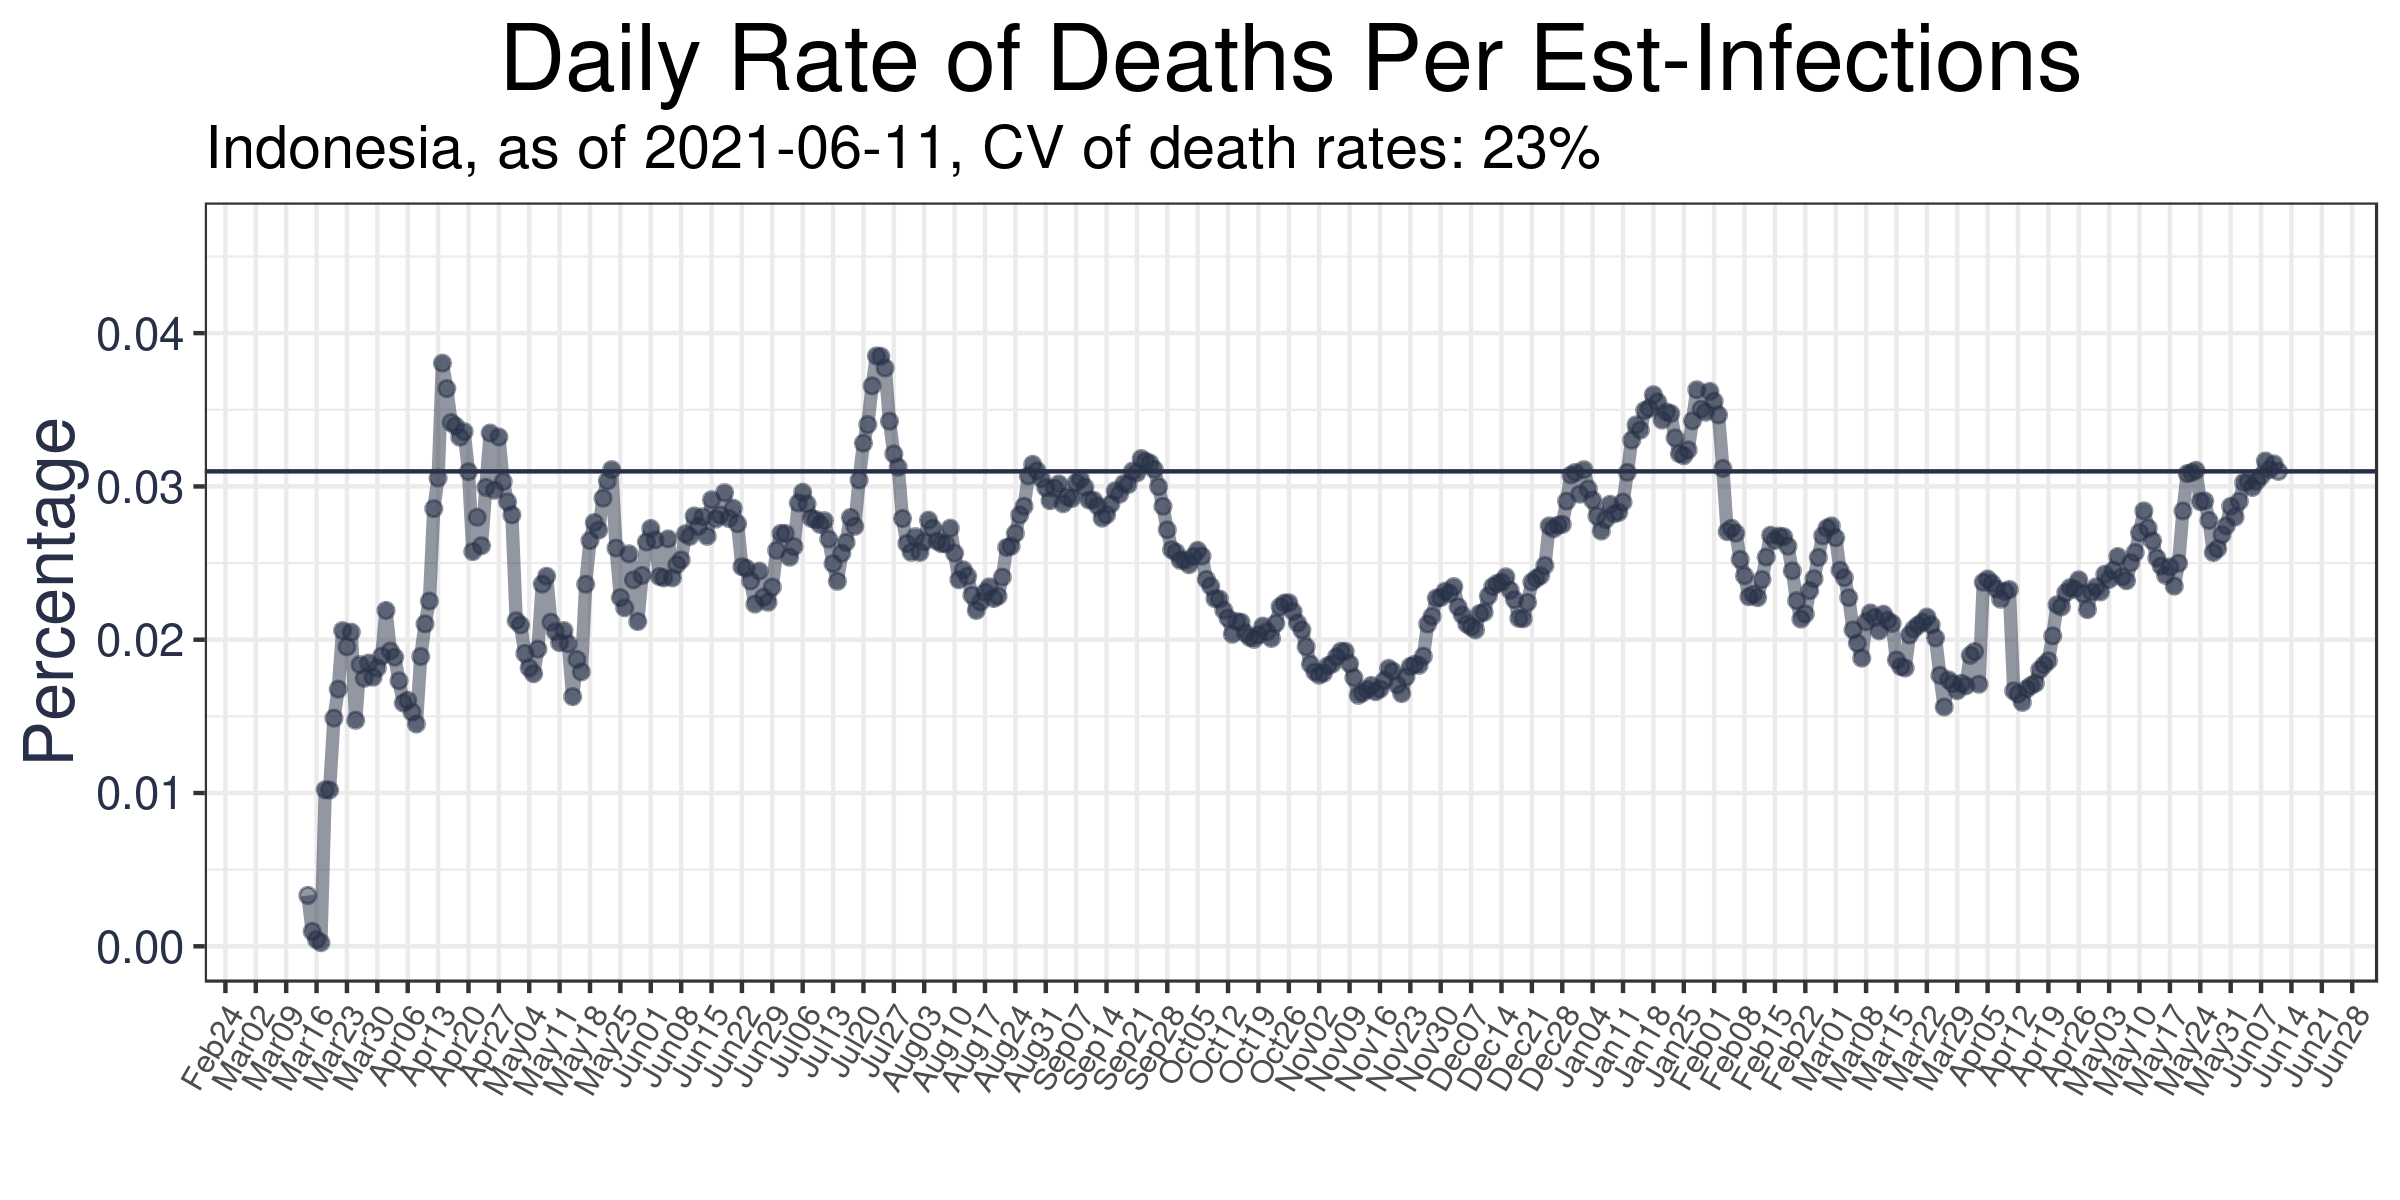 Daily Rate of Deaths Per Est-Infections
Indonesia, as of 2021-06-11, CV of death rates: 23%
Percentage
0.04
0.03
0.02
0.01
0.00
Feb24 Mar02 Mar09 Mar16 Mar23 Mar30 Apr06 Apr13 Apr20 Apr27 May04 May11 May18 May25 Jun01 Jun08 Jun15 Jun22 Jun29 Jul06 Jul13 Jul20 Jul27 Aug03 Aug10 Aug17 Aug24 Aug31 Sep07 Sep14 Sep21 Sep28 Oct05 Oct12 Oct19 Oct26 Nov02 Nov09 Nov16 Nov23 Nov30 Dec07 Dec14 Dec21 Dec28 Jan04 Jan11 Jan18 Jan25 Feb01 Feb08 Feb15 Feb22 Mar01 Mar08 Mar15 Mar22 Mar29 Apr05 Apr12 Apr19 Apr26 May03 May10 May17 May24 May31 Jun07 Jun14 Jun21 Jun28